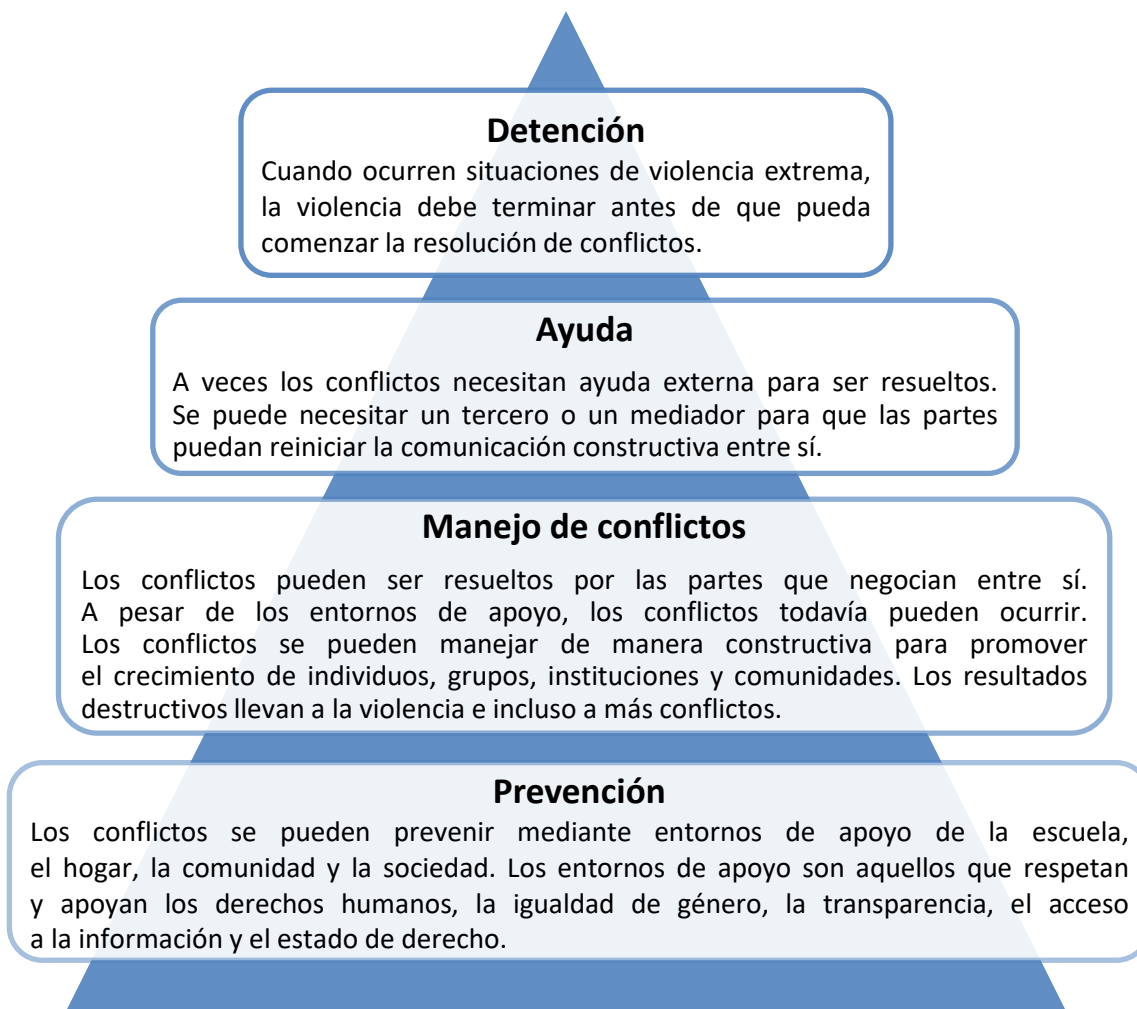 Detención
Cuando ocurren situaciones de violencia extrema,
la violencia debe terminar antes de que pueda
comenzar la resolución de conflictos.
Ayuda
A veces los conflictos necesitan ayuda externa para ser resueltos.
Se puede necesitar un tercero o un mediador para que las partes
puedan reiniciar la comunicación constructiva entre sí.
Manejo de conflictos
Los conflictos pueden ser resueltos por las partes que negocian entre sí.
A pesar de los entornos de apoyo, los conflictos todavía pueden ocurrir.
Los conflictos se pueden manejar de manera constructiva para promover
el crecimiento de individuos, grupos, instituciones y comunidades. Los resultados
destructivos llevan a la violencia e incluso a más conflictos.
Prevención
Los conflictos se pueden prevenir mediante entornos de apoyo de la escuela,
el hogar, la comunidad y la sociedad. Los entornos de apoyo son aquellos que respetan
y apoyan los derechos humanos, la igualdad de género, la transparencia, el acceso
a la información y el estado de derecho.